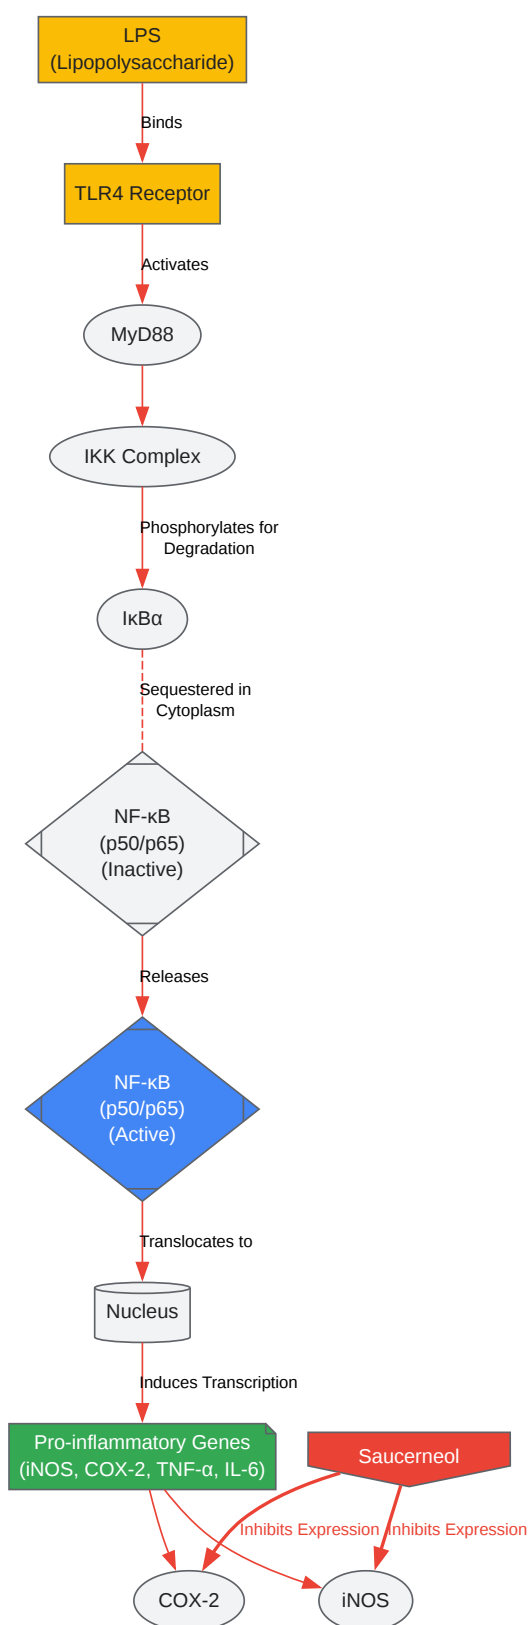 LPS
(Lipopolysaccharide)
Binds
TLR4 Receptor
Activates
MyD88
IKK Complex
Phosphorylates for
Degradation
IκBα
Sequestered in
Cytoplasm
NF-κB
(p50/p65)
(Inactive)
Releases
NF-κB
(p50/p65)
(Active)
Translocates to
Nucleus
Induces Transcription
Pro-inflammatory Genes
(iNOS, COX-2, TNF-α, IL-6)
Saucerneol
Inhibits Expression
Inhibits Expression
COX-2
iNOS